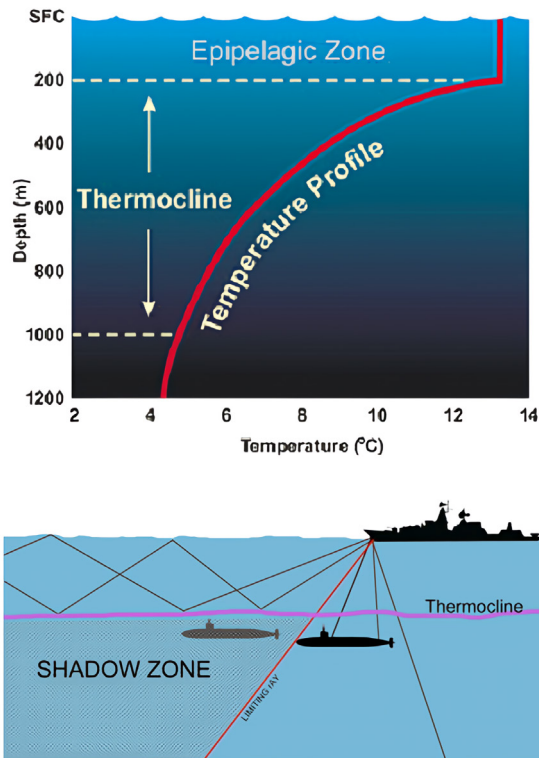 SFC
Epipelagic Zone
200
400
Thermocline
600
800
1000
1200
Depth (m)
Temperature Profile
2 4 6 8 10 12 14
Temperature (°C)
Thermocline
SHADOW ZONE
LIMITING RAY